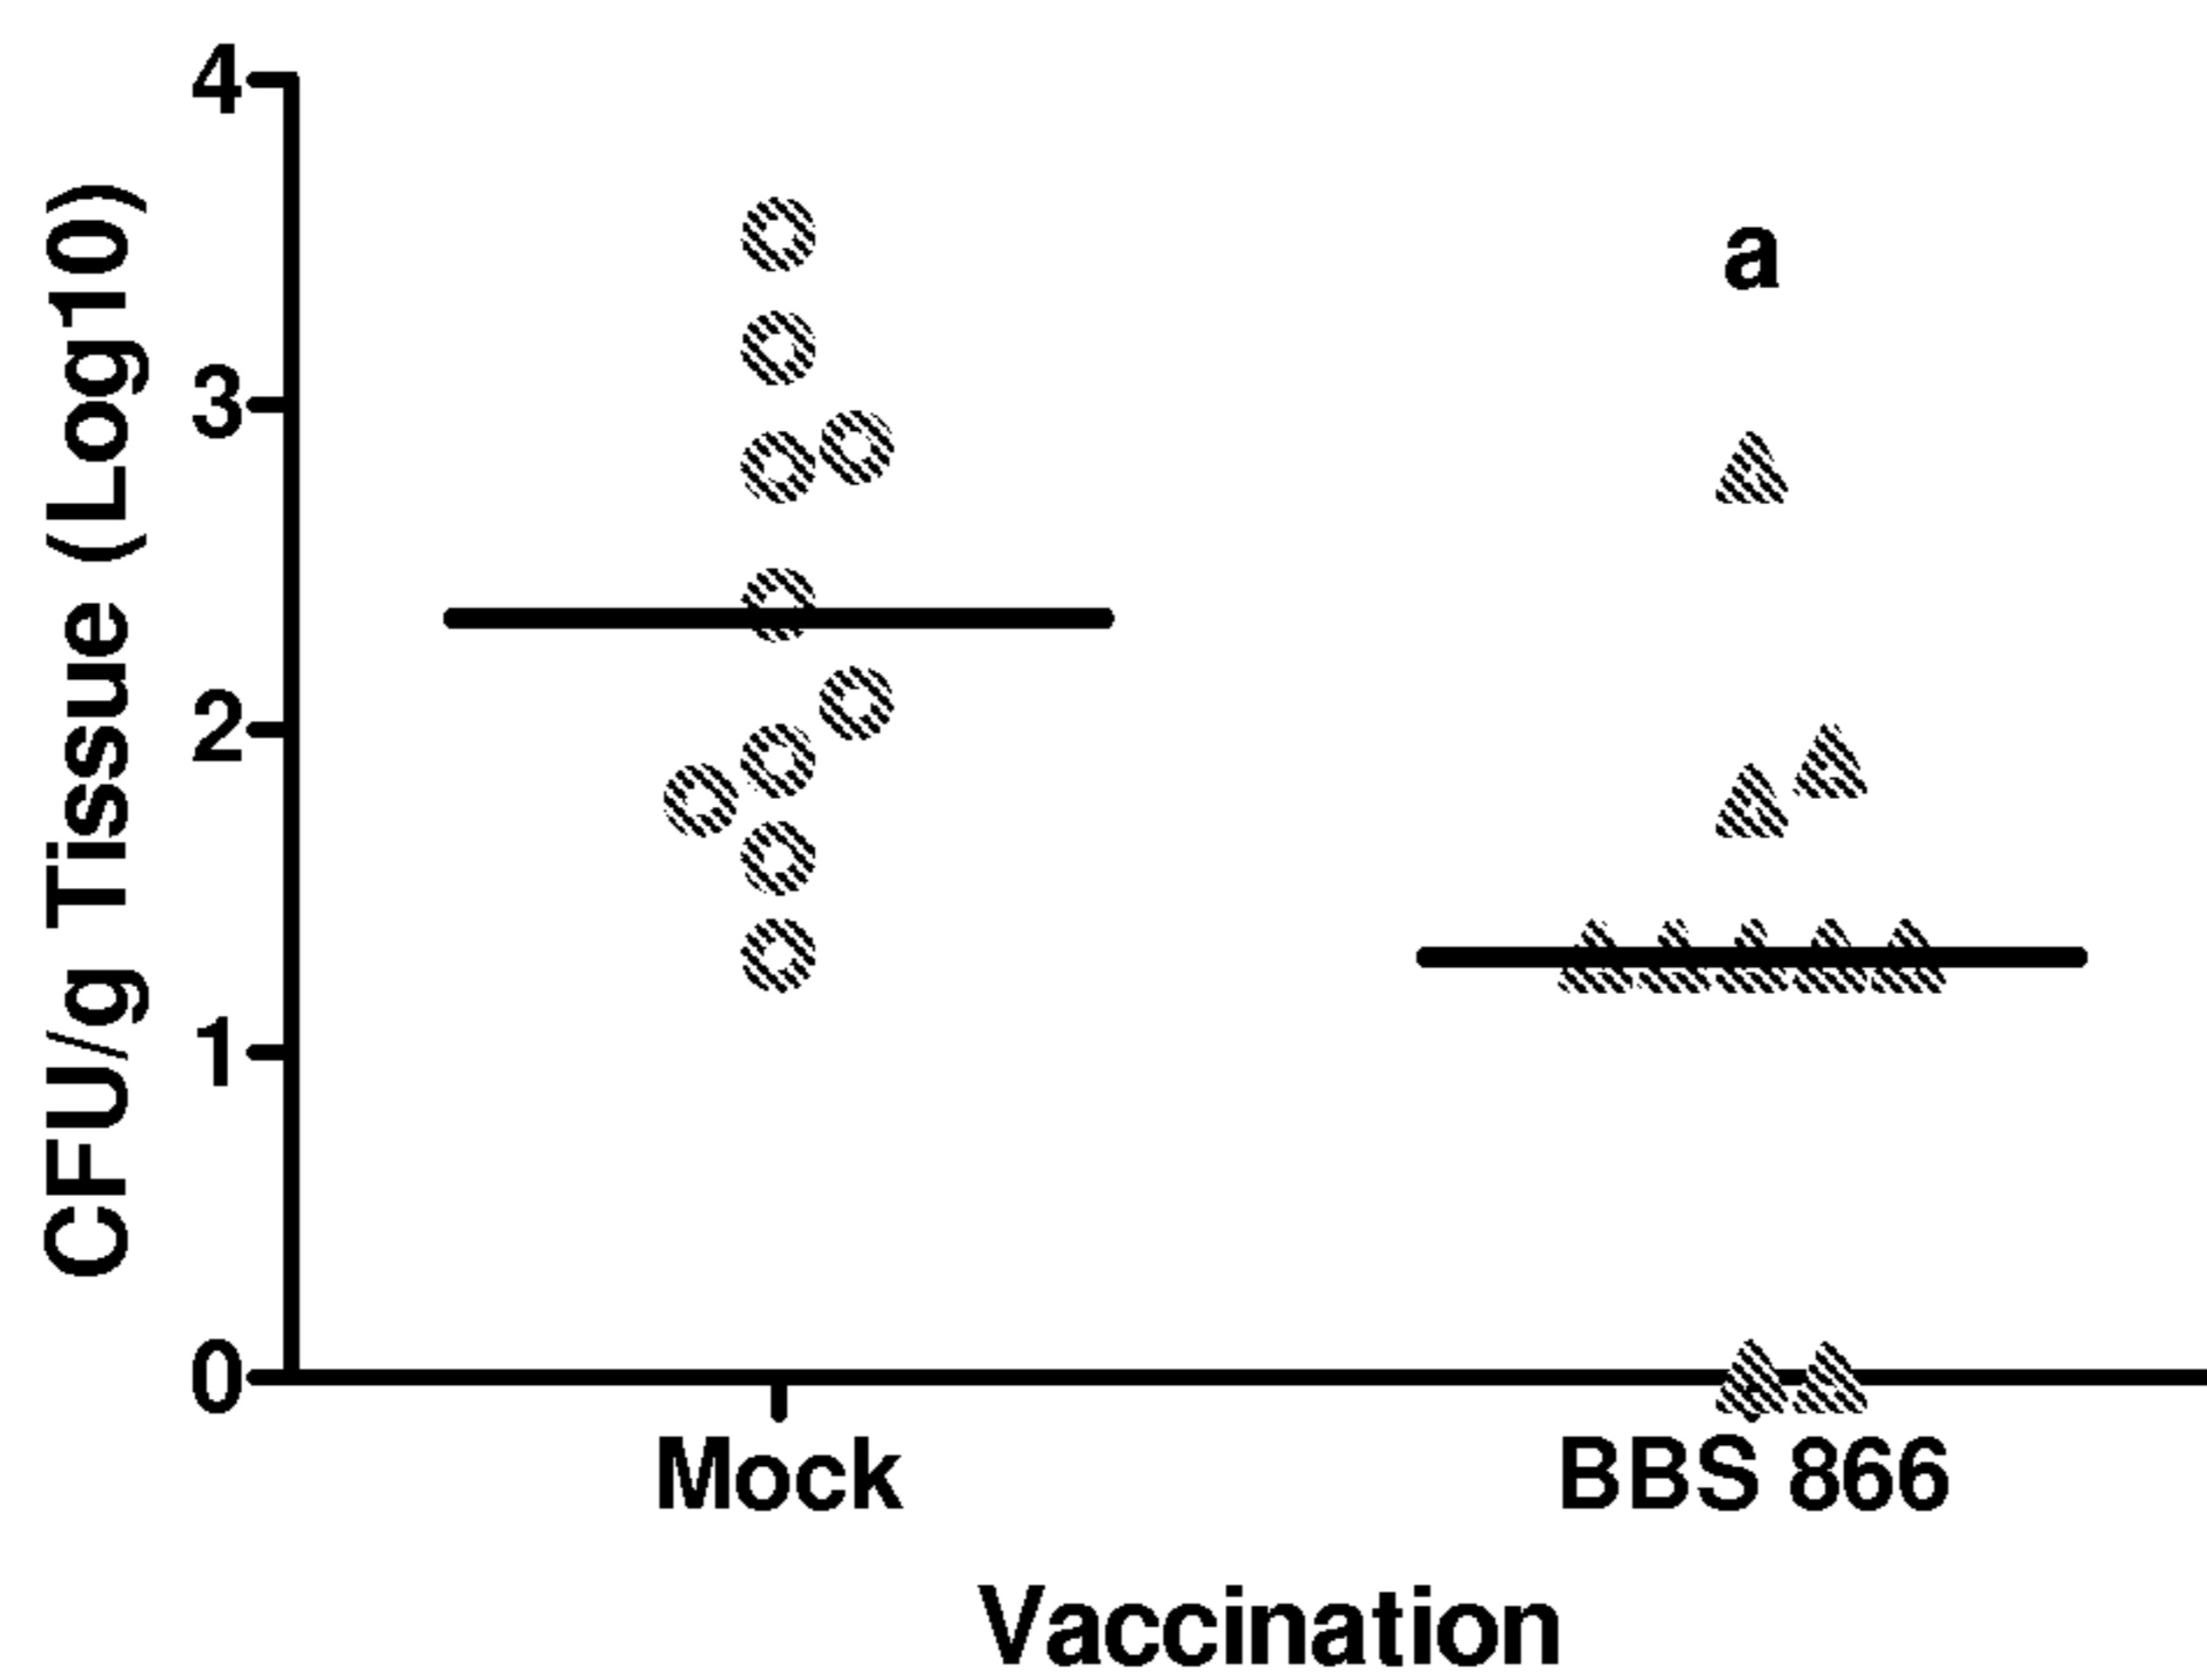 CFU/g Tissue (Log10)
4
3
2
1
0
a
Mock
BBS 866
Vaccination